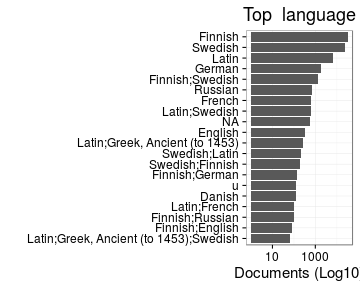 Top language
Finnish
Swedish
Latin
German
Finnish;Swedish
Russian
French
Latin;Swedish
NA
English
Latin;Greek, Ancient (to 1453)
Swedish;Latin
Swedish;Finnish
Finnish;German
u
Danish
Latin;French
Finnish;Russian
Finnish;English
Latin;Greek, Ancient (to 1453);Swedish
10 1000
Documents (Log10